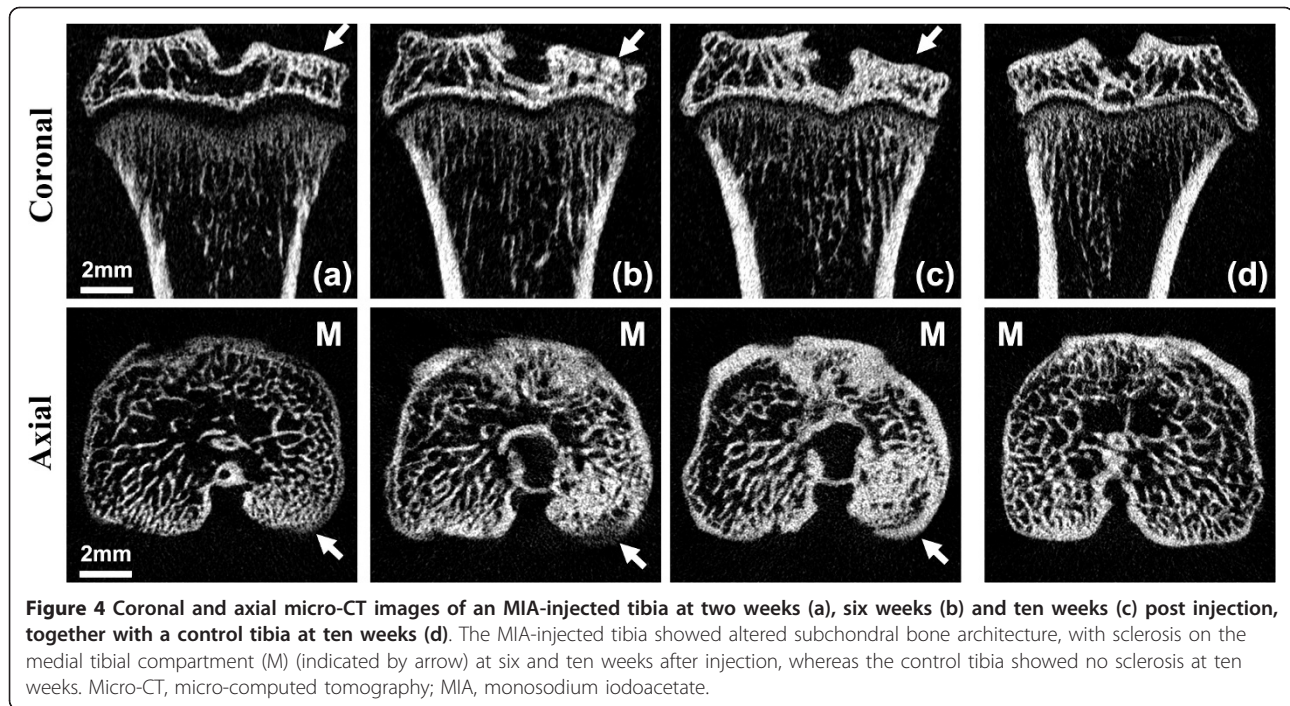 Coronal
2mm
(a)
(b)
(c)
(d)
Axial
M
M
M
M
2mm
Figure 4 Coronal and axial micro-CT images of an MIA-injected tibia at two weeks (a), six weeks (b) and ten weeks (c) post injection,
together with a control tibia at ten weeks (d). The MIA-injected tibia showed altered subchondral bone architecture, with sclerosis on the
medial tibial compartment (M) (indicated by arrow) at six and ten weeks after injection, whereas the control tibia showed no sclerosis at ten
weeks. Micro-CT, micro-computed tomography; MIA, monosodium iodoacetate.